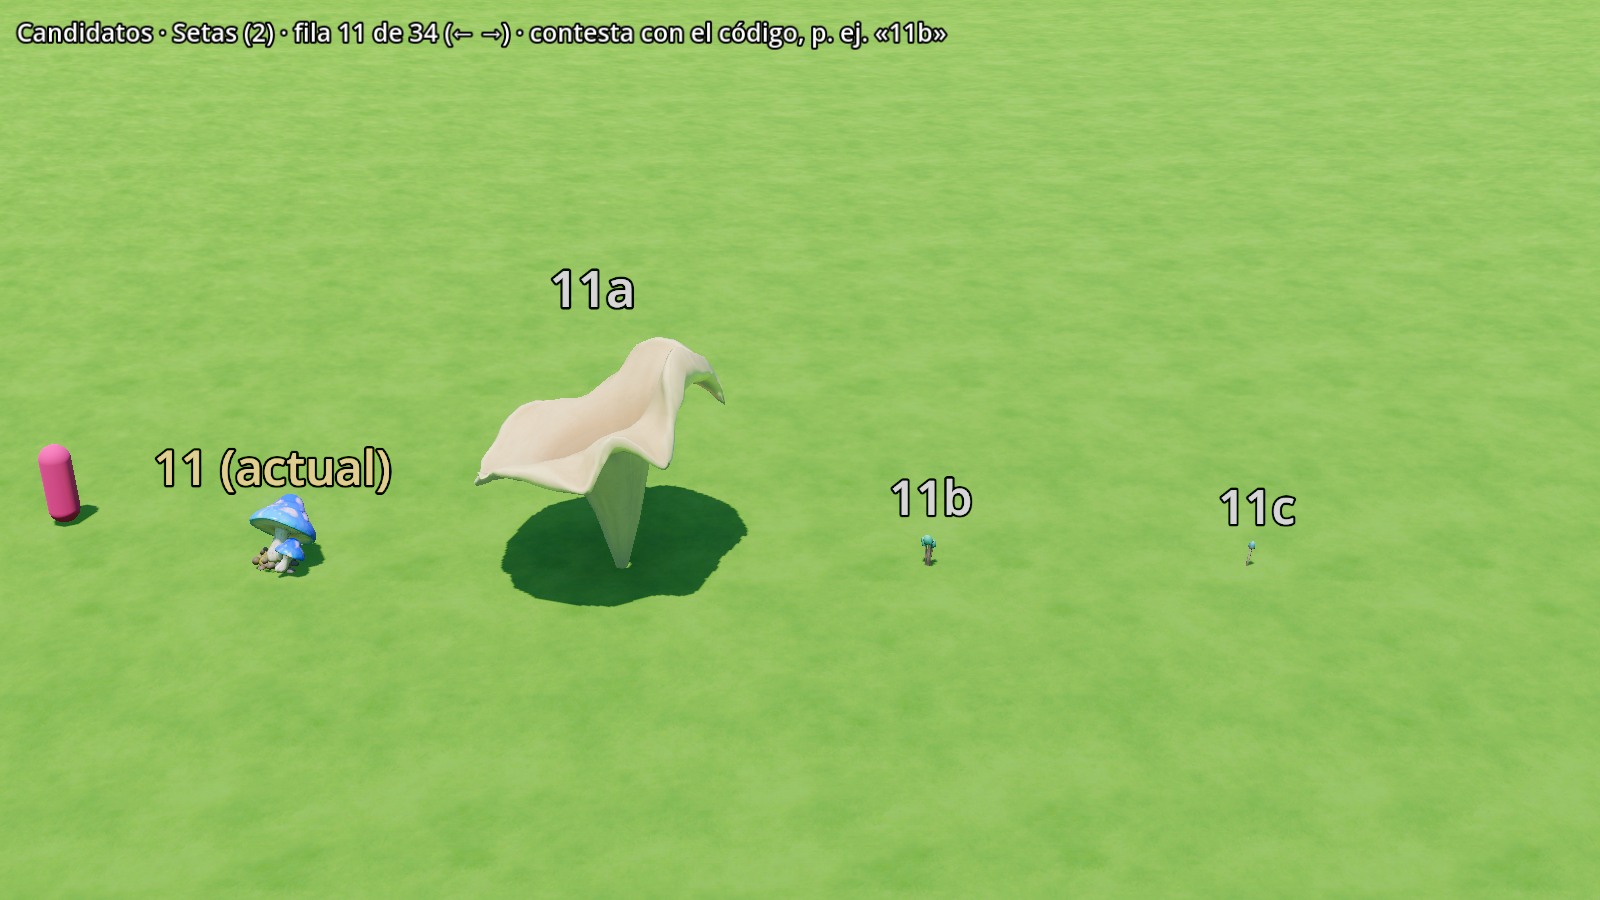 Candidatos · Setas (2) · fila 11 de 34 (← →) · contesta con el código, p. ej. «11b»
11a
11 (actual)
11b
11c